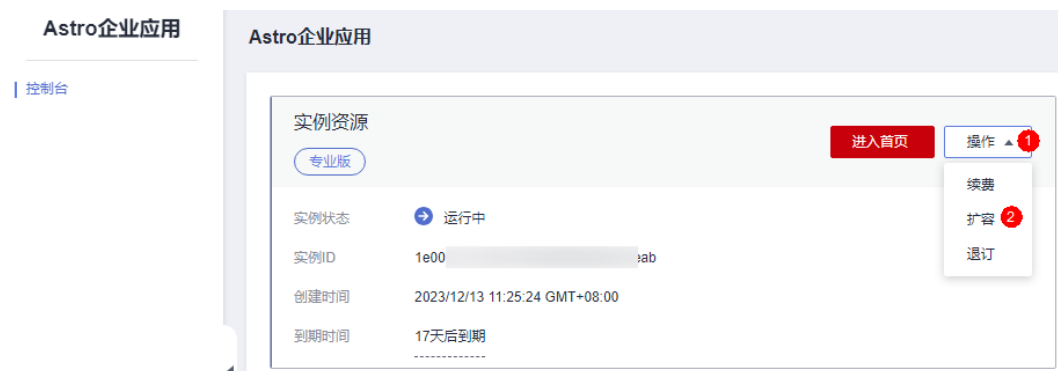 Astro企业应用
控制台
Astro企业应用
实例资源
专业版
进入首页
操作 1
续费
扩容 2
退订
实例状态 运行中
实例ID 1e00 eab
创建时间 2023/12/13 11:25:24 GMT+08:00
到期时间 17天后到期